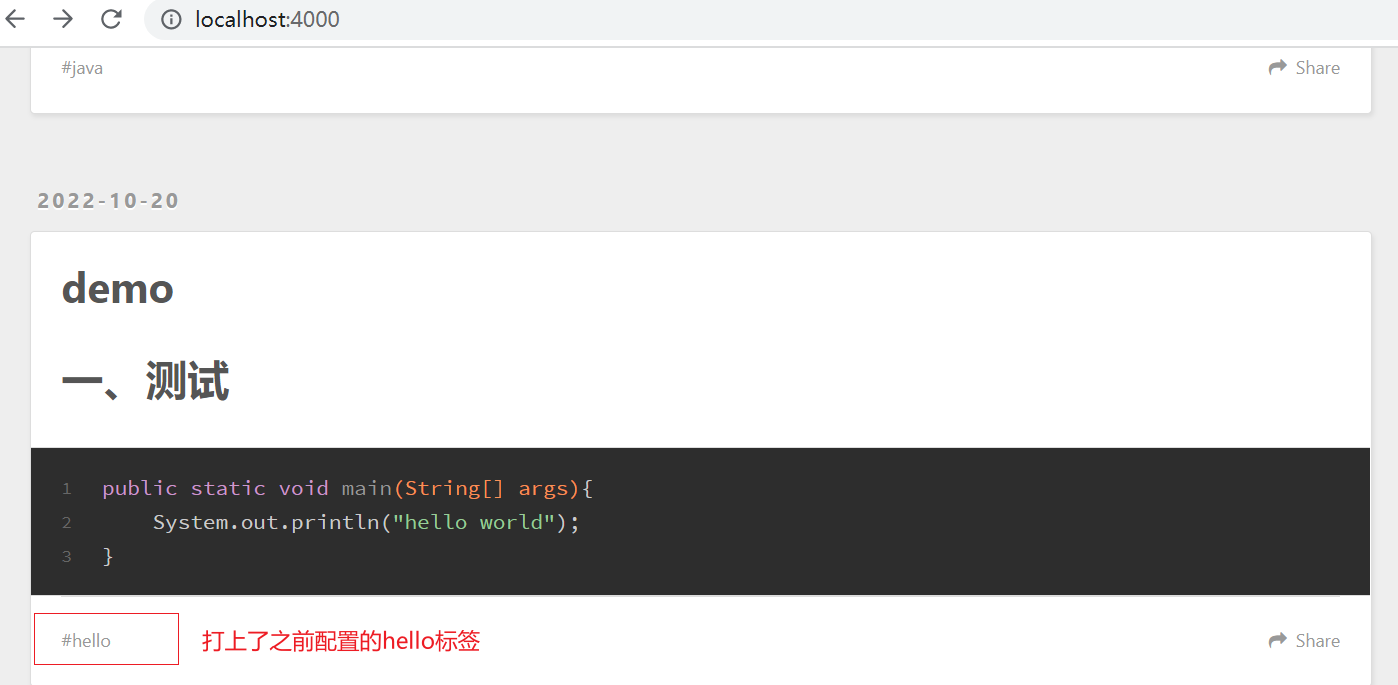 localhost:4000
#java
Share
2022-10-20
demo
一、测试
1 public static void main(String[] args){
2     System.out.println("hello world");
3 }
#hello 打上了之前配置的hello标签 Share